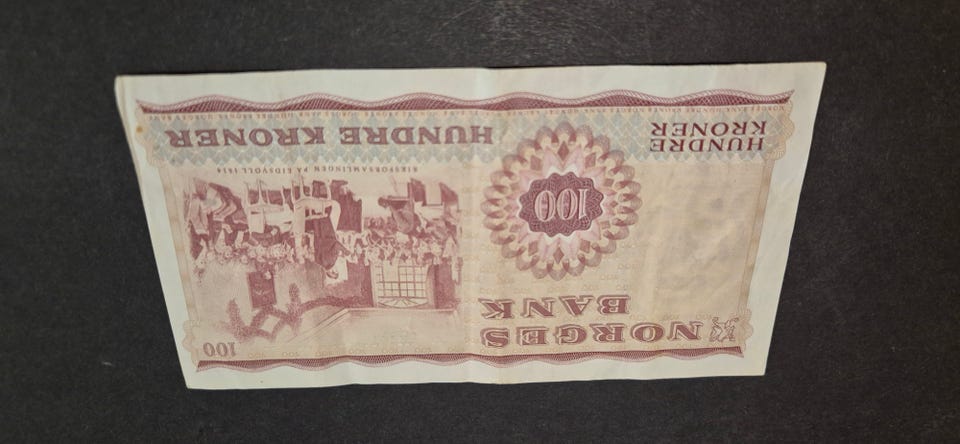 100
NORGES
BANK
100
RIKSFORSAMLINGEN PÅ EIDSVOLL 1814
HUNDRE KRONER
HUNDRE
KRONER